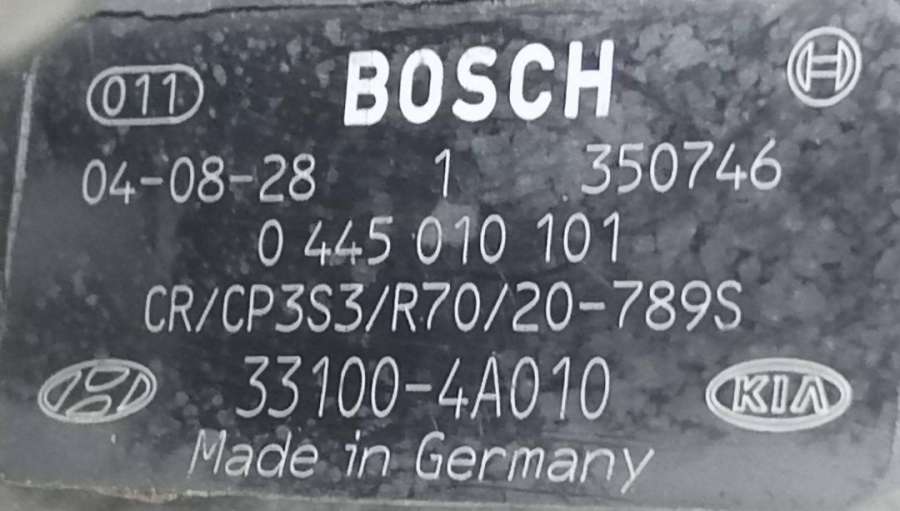 011 BOSCH
04-08-28 1 350746
0 445 010 101
CR/CP3S3/R70/20-789S
33100-4A010 KIA
Made in Germany